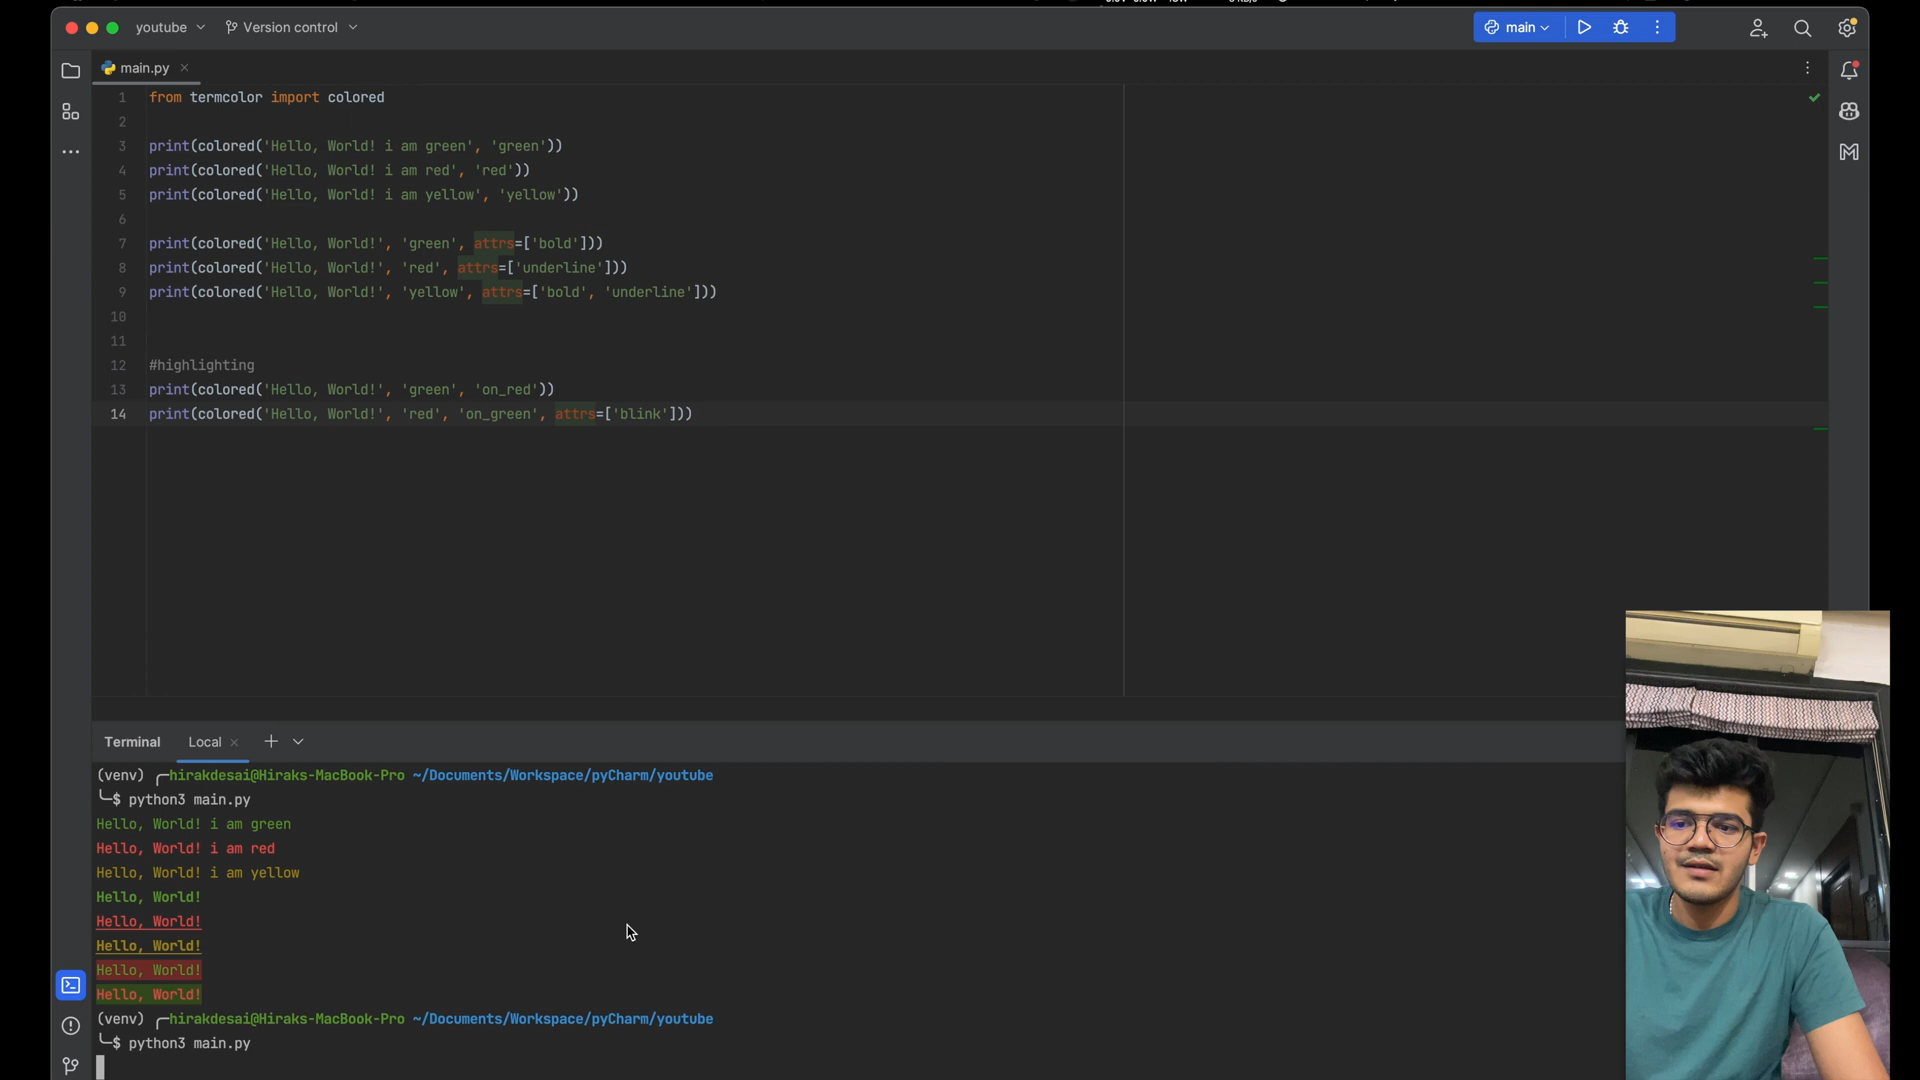 youtube
Version control
main
main.py
1 from termcolor import colored
2
3 print(colored('Hello, World! i am green', 'green'))
4 print(colored('Hello, World! i am red', 'red'))
5 print(colored('Hello, World! i am yellow', 'yellow'))
6
7 print(colored('Hello, World!', 'green', attrs=['bold']))
8 print(colored('Hello, World!', 'red', attrs=['underline']))
9 print(colored('Hello, World!', 'yellow', attrs=['bold', 'underline']))
10
11
12 #highlighting
13 print(colored('Hello, World!', 'green', 'on_red'))
14 print(colored('Hello, World!', 'red', 'on_green', attrs=['blink']))
Terminal Local
(venv) ╭─hirakdesai@Hiraks-MacBook-Pro ~/Documents/Workspace/pyCharm/youtube
╰─$ python3 main.py
Hello, World! i am green
Hello, World! i am red
Hello, World! i am yellow
Hello, World!
Hello, World!
Hello, World!
Hello, World!
Hello, World!
(venv) ╭─hirakdesai@Hiraks-MacBook-Pro ~/Documents/Workspace/pyCharm/youtube
╰─$ python3 main.py